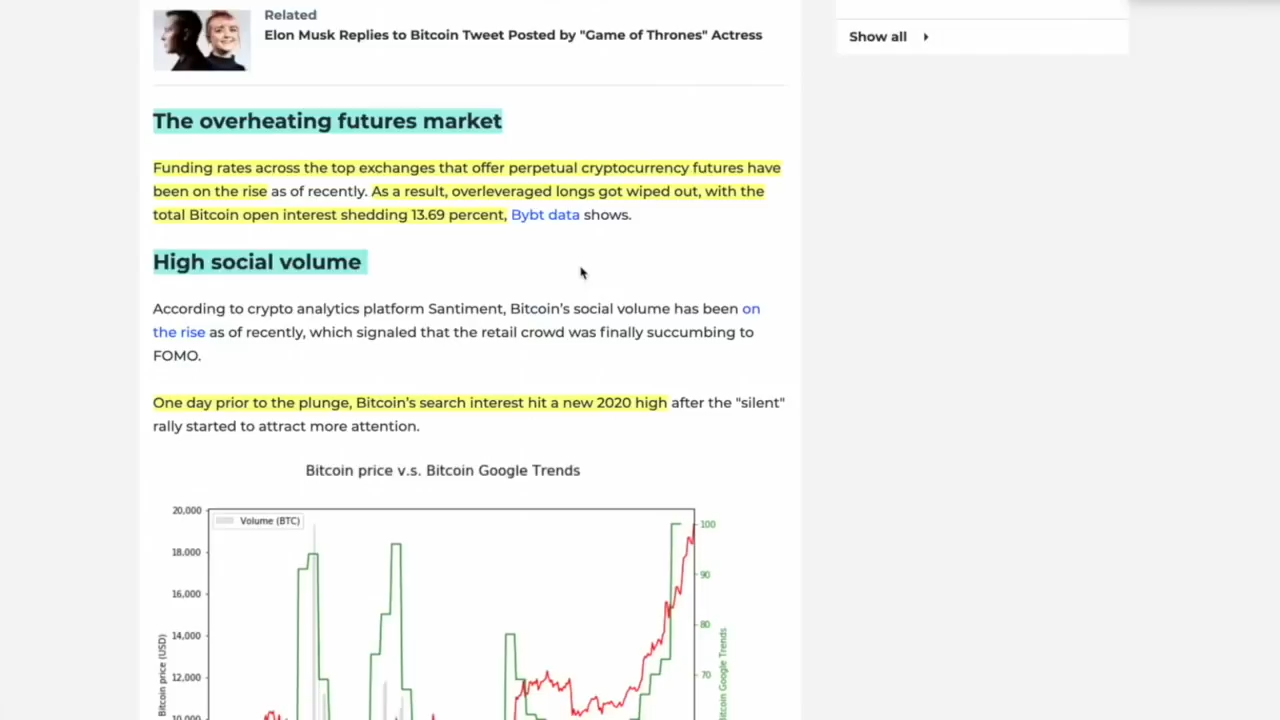 Related
Elon Musk Replies to Bitcoin Tweet Posted by "Game of Thrones" Actress
Show all
The overheating futures market
Funding rates across the top exchanges that offer perpetual cryptocurrency futures have
been on the rise as of recently. As a result, overleveraged longs got wiped out, with the
total Bitcoin open interest shedding 13.69 percent, Bybt data shows.
High social volume
According to crypto analytics platform Santiment, Bitcoin's social volume has been on
the rise as of recently, which signaled that the retail crowd was finally succumbing to
FOMO.
One day prior to the plunge, Bitcoin's search interest hit a new 2020 high after the "silent"
rally started to attract more attention.
Bitcoin price v.s. Bitcoin Google Trends
Volume (BTC)
20,000
18,000
16,000
14,000
12,000
10,000
Bitcoin price (USD)
100
90
80
70
Bitcoin Google Trends